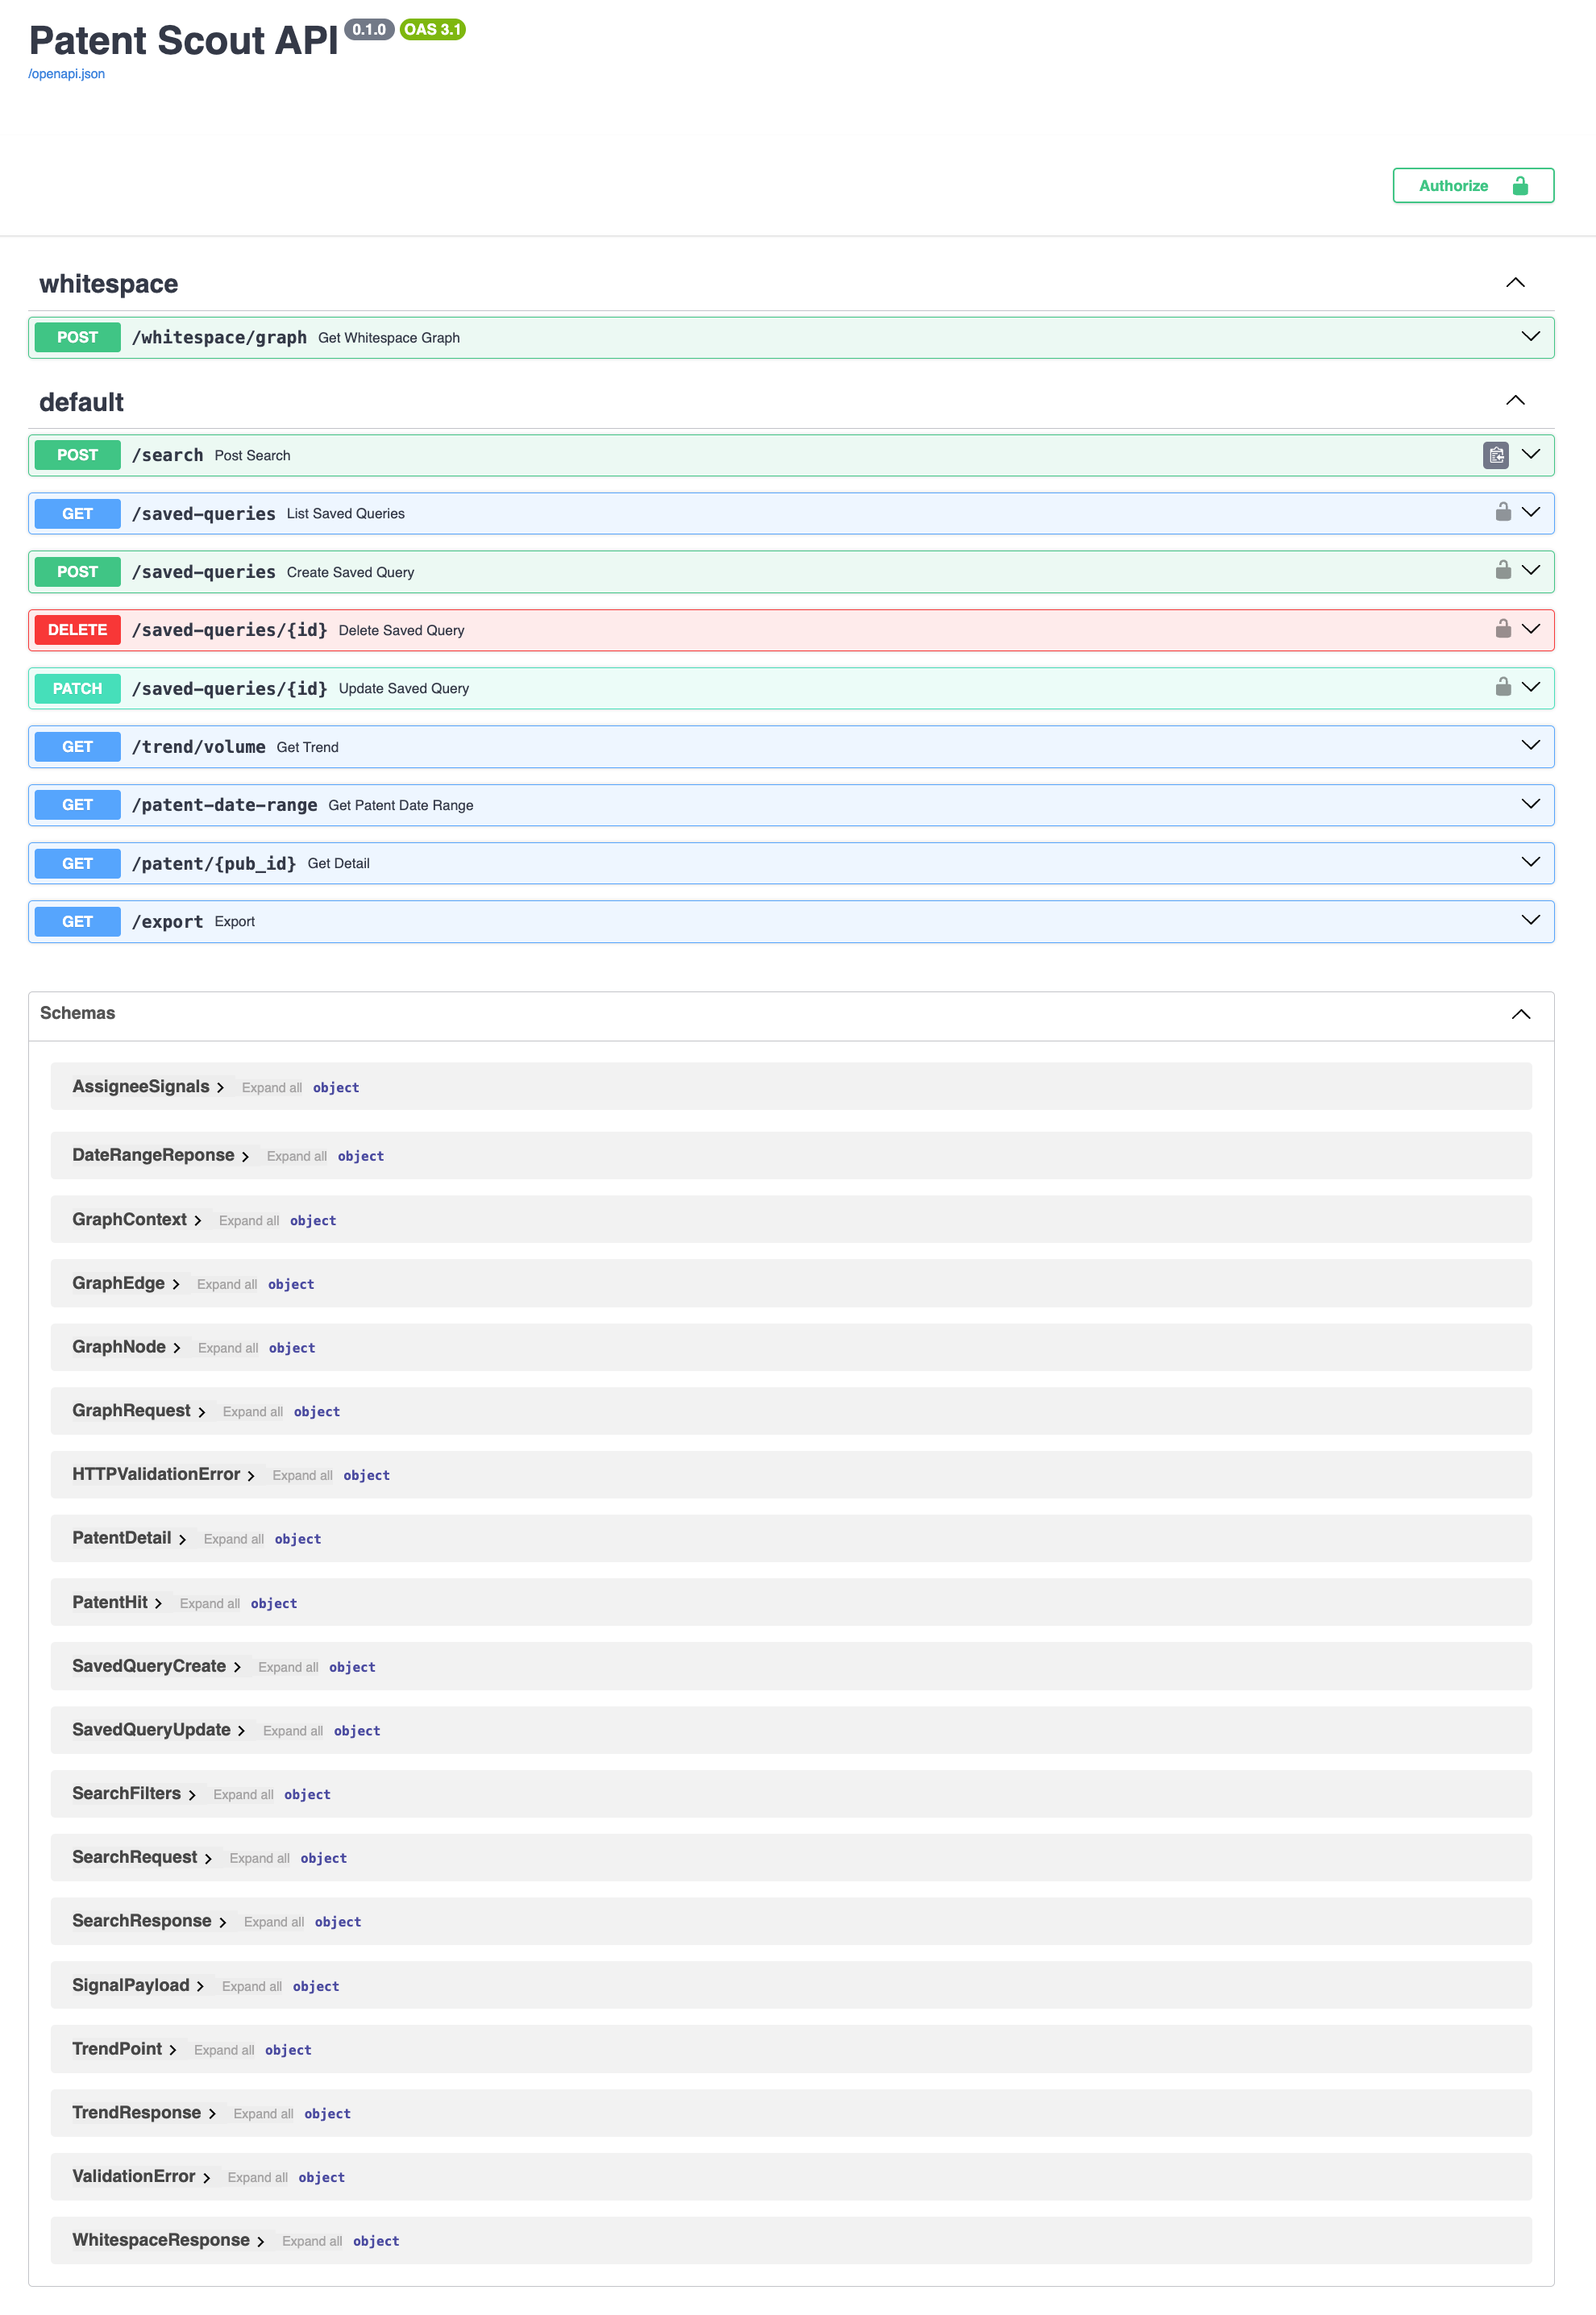 Patent Scout API 0.1.0 OAS 3.1
/openapi.json
Authorize
whitespace
POST /whitespace/graph Get Whitespace Graph
default
POST /search Post Search
GET /saved-queries List Saved Queries
POST /saved-queries Create Saved Query
DELETE /saved-queries/{id} Delete Saved Query
PATCH /saved-queries/{id} Update Saved Query
GET /trend/volume Get Trend
GET /patent-date-range Get Patent Date Range
GET /patent/{pub_id} Get Detail
GET /export Export
Schemas
AssigneeSignals Expand all object
DateRangeReponse Expand all object
GraphContext Expand all object
GraphEdge Expand all object
GraphNode Expand all object
GraphRequest Expand all object
HTTPValidationError Expand all object
PatentDetail Expand all object
PatentHit Expand all object
SavedQueryCreate Expand all object
SavedQueryUpdate Expand all object
SearchFilters Expand all object
SearchRequest Expand all object
SearchResponse Expand all object
SignalPayload Expand all object
TrendPoint Expand all object
TrendResponse Expand all object
ValidationError Expand all object
WhitespaceResponse Expand all object